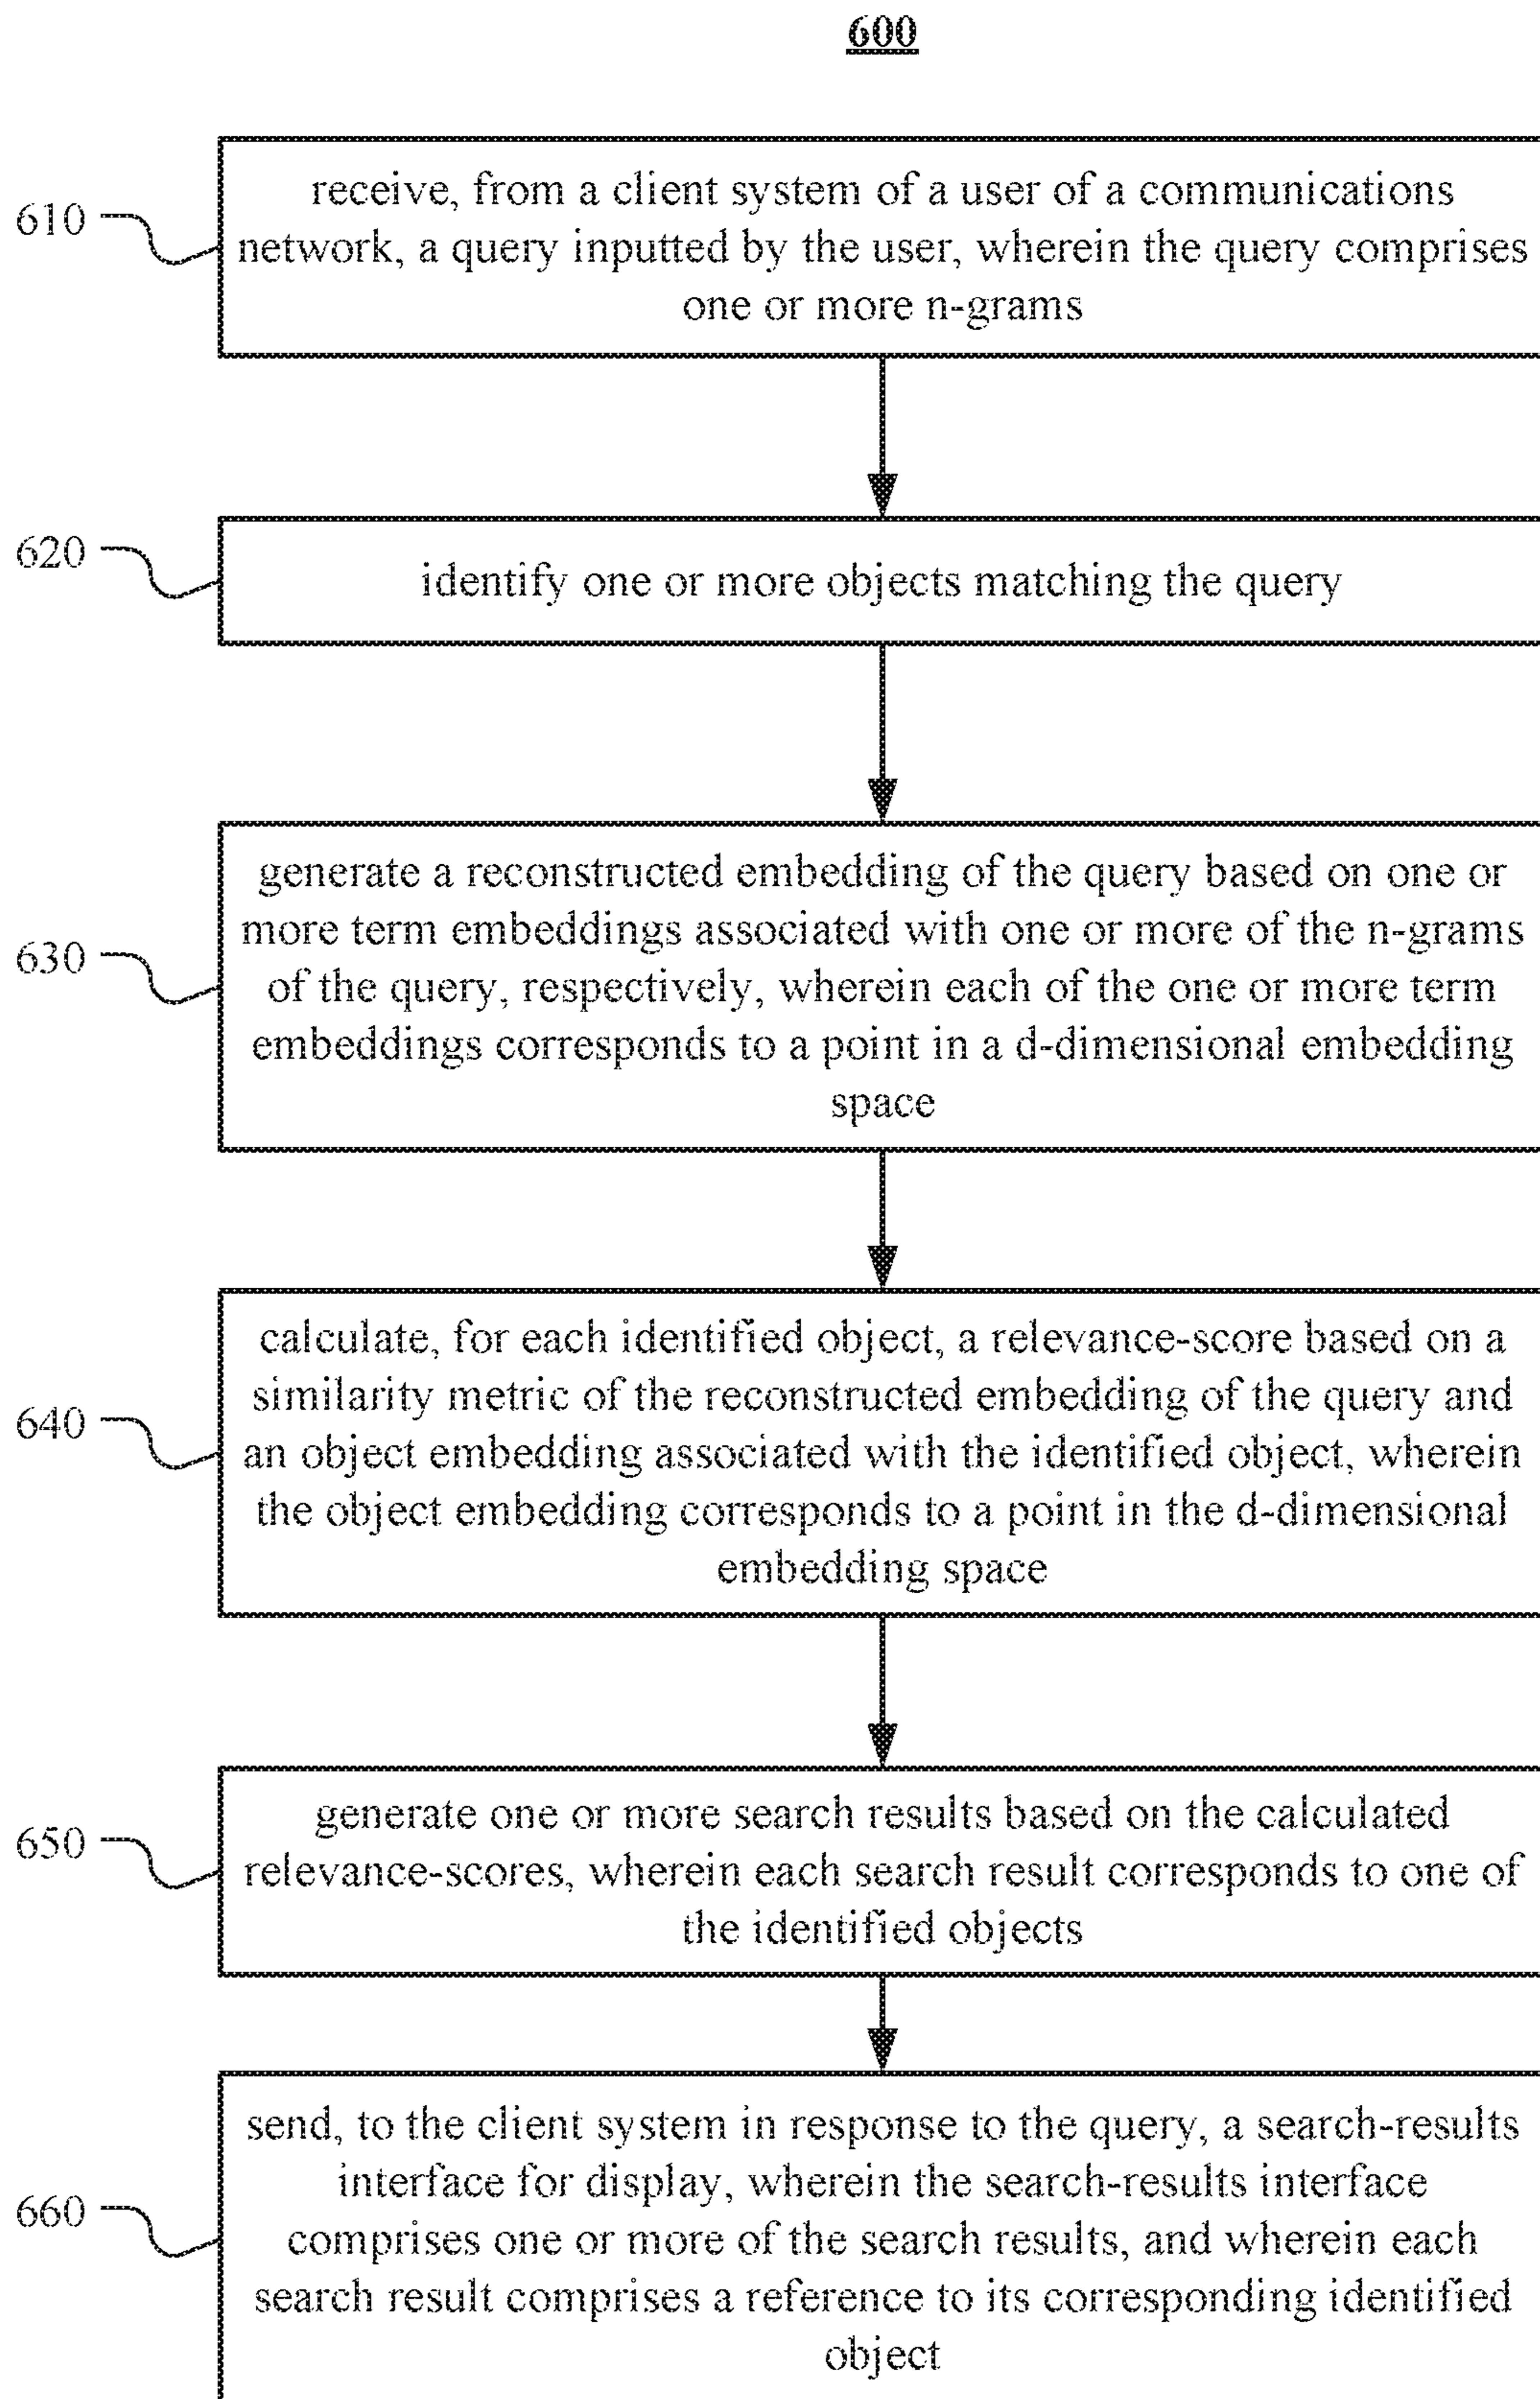 600
610
receive, from a client system of a user of a communications
network, a query inputted by the user, wherein the query comprises
one or more n-grams
620
identify one or more objects matching the query
630
generate a reconstructed embedding of the query based on one or
more term embeddings associated with one or more of the n-grams
of the query, respectively, wherein each of the one or more term
embeddings corresponds to a point in a d-dimensional embedding
space
640
calculate, for each identified object, a relevance-score based on a
similarity metric of the reconstructed embedding of the query and
an object embedding associated with the identified object, wherein
the object embedding corresponds to a point in the d-dimensional
embedding space
650
generate one or more search results based on the calculated
relevance-scores, wherein each search result corresponds to one of
the identified objects
660
send, to the client system in response to the query, a search-results
interface for display, wherein the search-results interface
comprises one or more of the search results, and wherein each
search result comprises a reference to its corresponding identified
object